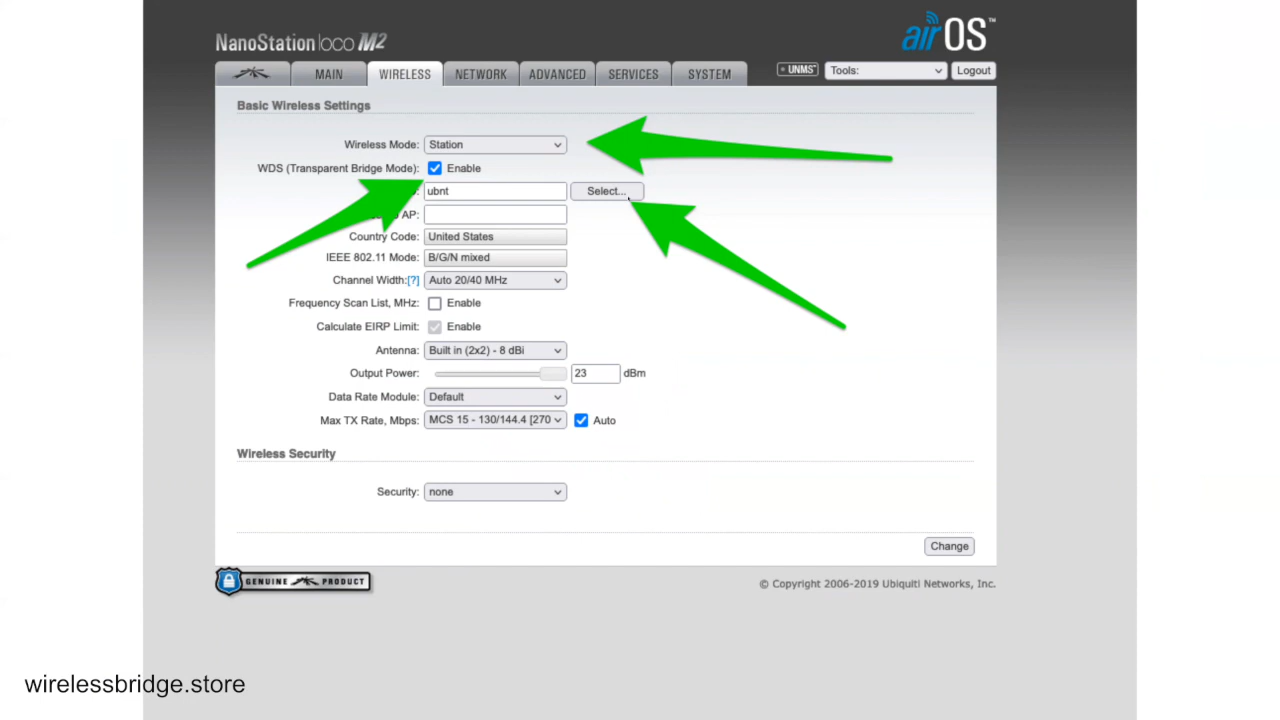 NanoStation loco M2
airOS™
MAIN WIRELESS NETWORK ADVANCED SERVICES SYSTEM UNMS™ Tools: Logout
Basic Wireless Settings
Wireless Mode: Station
WDS (Transparent Bridge Mode): Enable
ubnt Select...
AP:
Country Code: United States
IEEE 802.11 Mode: B/G/N mixed
Channel Width:[?] Auto 20/40 MHz
Frequency Scan List, MHz: Enable
Calculate EIRP Limit: Enable
Antenna: Built in (2x2) - 8 dBi
Output Power: 23 dBm
Data Rate Module: Default
Max TX Rate, Mbps: MCS 15 - 130/144.4 [270 Auto
Wireless Security
Security: none
Change
GENUINE PRODUCT
© Copyright 2006-2019 Ubiquiti Networks, Inc.
wirelessbridge.store